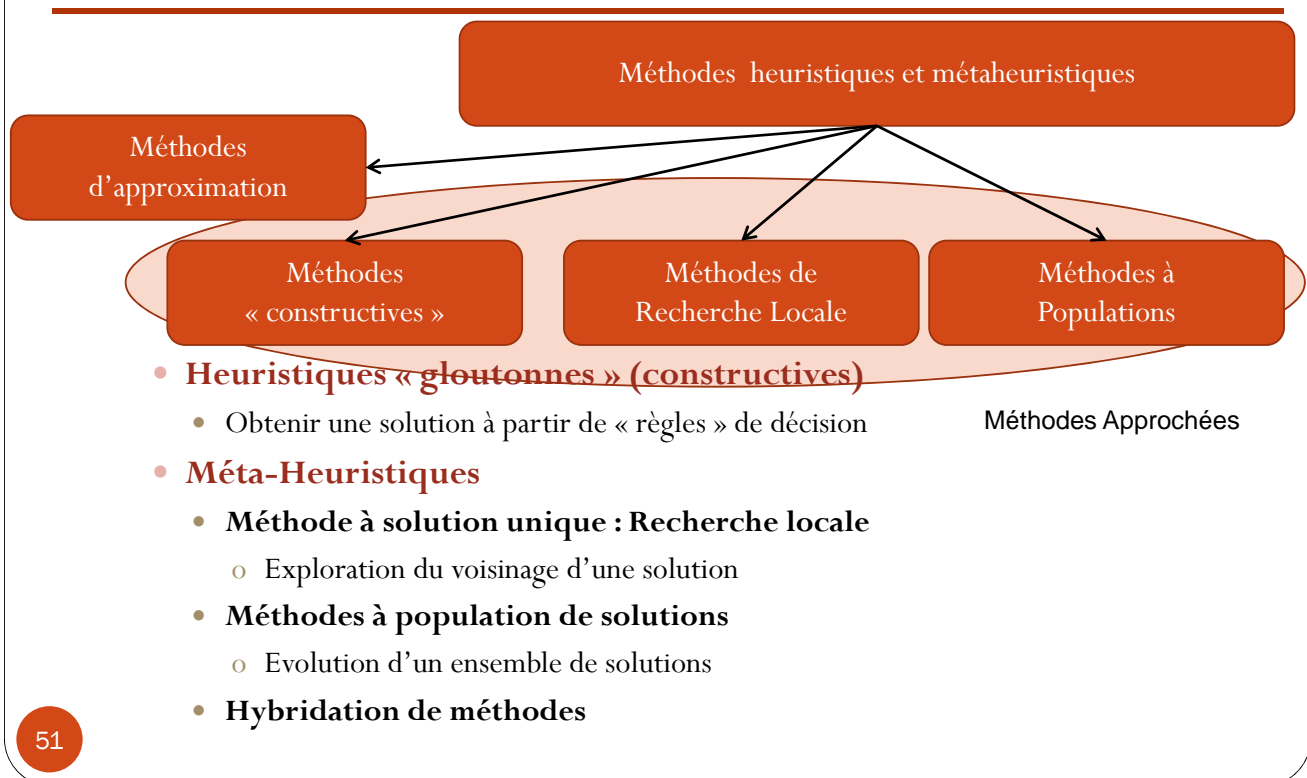 Méthodes heuristiques et métaheuristiques
Méthodes
d’approximation
Méthodes
« constructives »
Méthodes de
Recherche Locale
Méthodes à
Populations
• Heuristiques « gloutonnes » (constructives)
• Obtenir une solution à partir de « règles » de décision
Méthodes Approchées
• Méta-Heuristiques
• Méthode à solution unique : Recherche locale
o Exploration du voisinage d’une solution
• Méthodes à population de solutions
o Evolution d’un ensemble de solutions
• Hybridation de méthodes
51